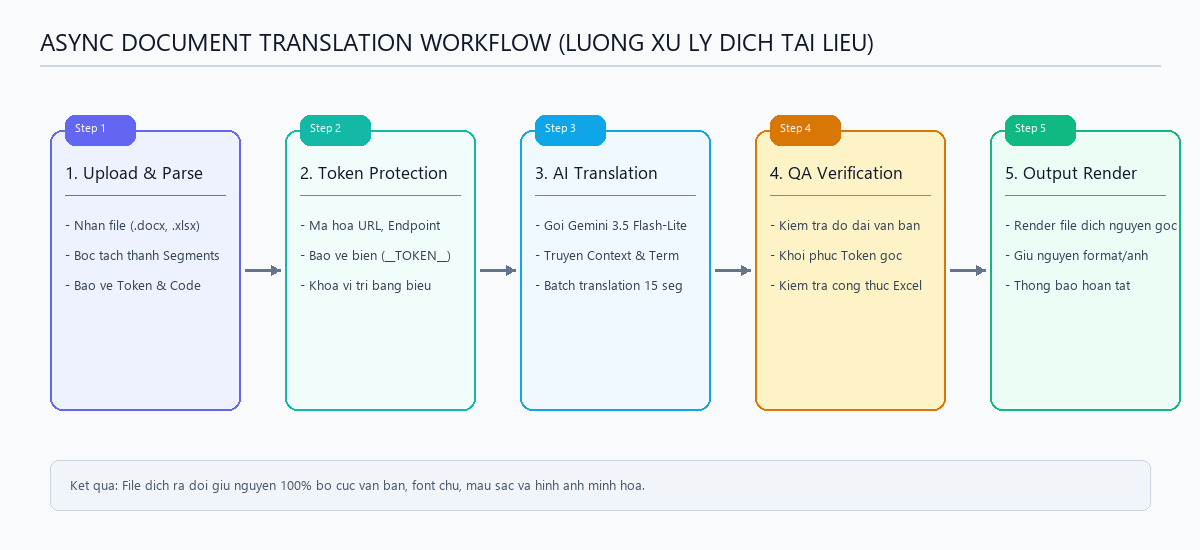 ASYNC DOCUMENT TRANSLATION WORKFLOW (LUONG XU LY DICH TAI LIEU)
Step 1
1. Upload & Parse
- Nhan file (.docx, .xlsx)
- Boc tach thanh Segments
- Bao ve Token & Code
Step 2
2. Token Protection
- Ma hoa URL, Endpoint
- Bao ve bien (__TOKEN__)
- Khoa vi tri bang bieu
Step 3
3. AI Translation
- Goi Gemini 3.5 Flash-Lite
- Truyen Context & Term
- Batch translation 15 seg
Step 4
4. QA Verification
- Kiem tra do dai van ban
- Khoi phuc Token goc
- Kiem tra cong thuc Excel
Step 5
5. Output Render
- Render file dich nguyen goc
- Giu nguyen format/anh
- Thong bao hoan tat
Ket qua: File dich ra doi giu nguyen 100% bo cuc van ban, font chu, mau sac va hinh anh minh hoa.